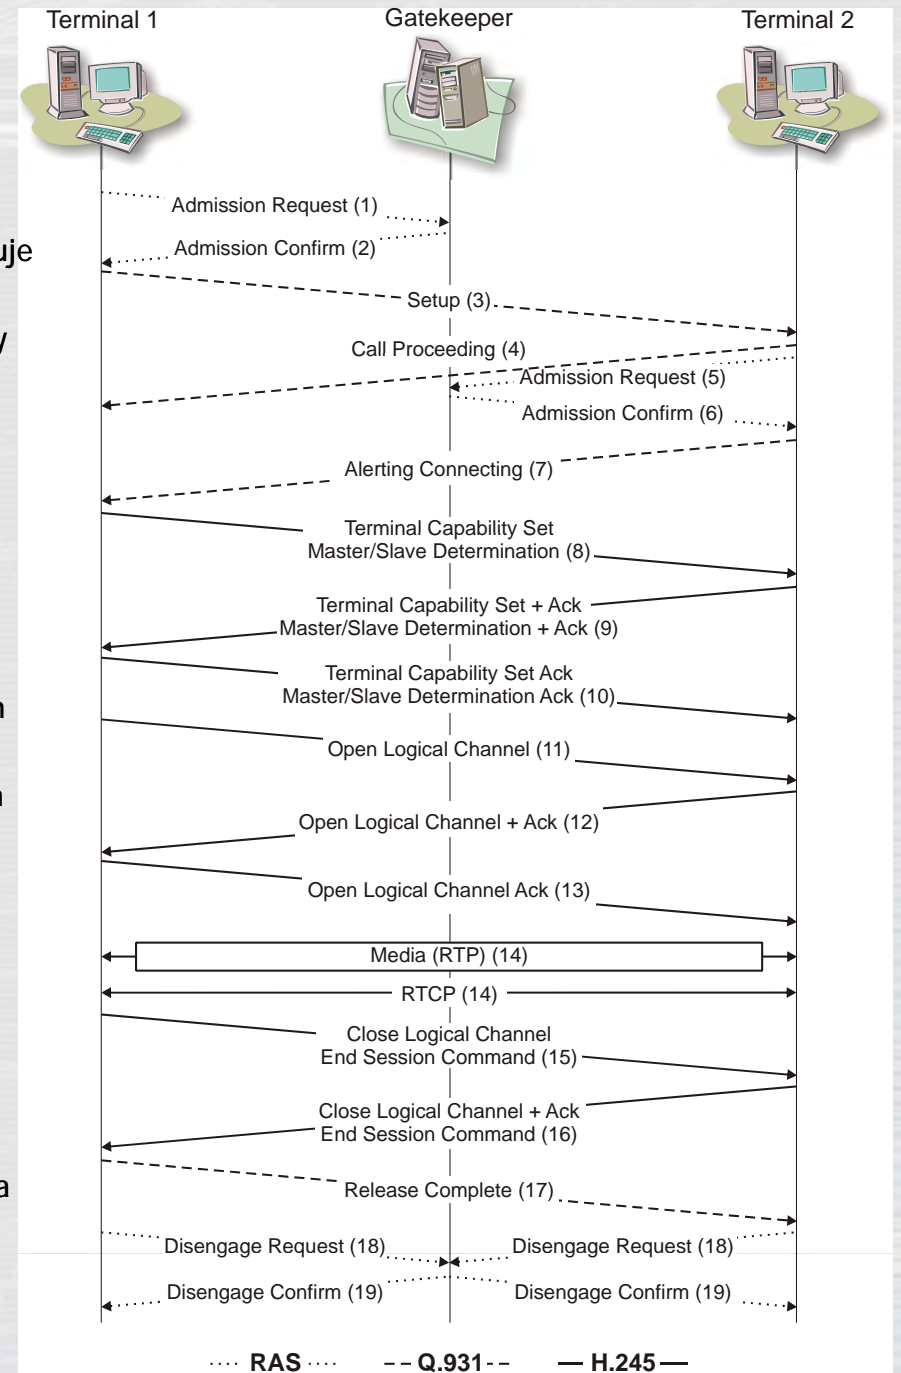 Terminal 1
Gatekeeper
Terminal 2
Admission Request (1)
Admission Confirm (2)
Setup (3)
Call Proceeding (4)
Admission Request (5)
Admission Confirm (6)
Alerting Connecting (7)
Terminal Capability Set
Master/Slave Determination (8)
Terminal Capability Set + Ack
Master/Slave Determination + Ack (9)
Terminal Capability Set Ack
Master/Slave Determination Ack (10)
Open Logical Channel (11)
Open Logical Channel + Ack (12)
Open Logical Channel Ack (13)
Media (RTP) (14)
RTCP (14)
Close Logical Channel
End Session Command (15)
Close Logical Channel + Ack
End Session Command (16)
Release Complete (17)
Disengage Request (18)
Disengage Request (18)
Disengage Confirm (19)
Disengage Confirm (19)
RAS
Q.931
H.245